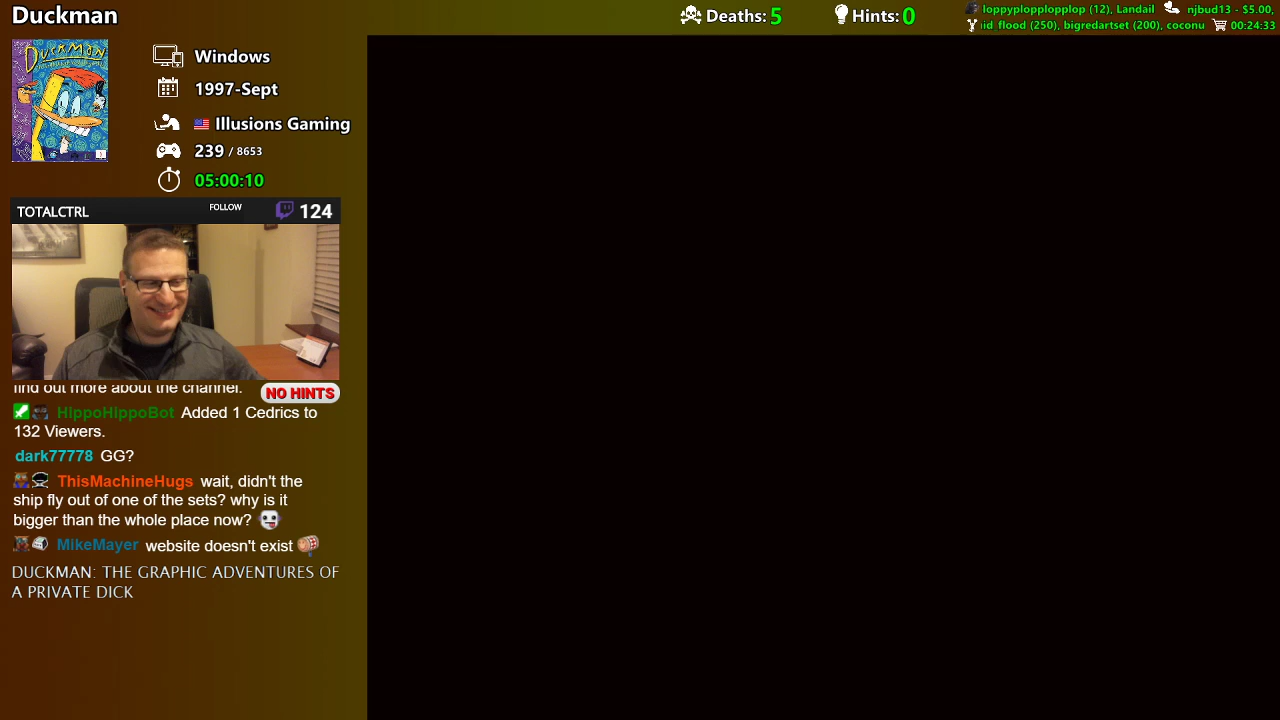 Duckman
Deaths: 5
Hints: 0
loppyplopplopplop (12), Landail
njbud13 - $5.00,
flood (250), bigredartset (200), coconu
00:24:33
Windows
1997-Sept
Illusions Gaming
239 / 8653
05:00:10
TOTALCTRL
FOLLOW
124
find out more about the channel.
NO HINTS
HippoHippoBot Added 1 Cedrics to
132 Viewers.
dark77778 GG?
ThisMachineHugs wait, didn't the
ship fly out of one of the sets? why is it
bigger than the whole place now?
MikeMayer website doesn't exist
DUCKMAN: THE GRAPHIC ADVENTURES OF
A PRIVATE DICK